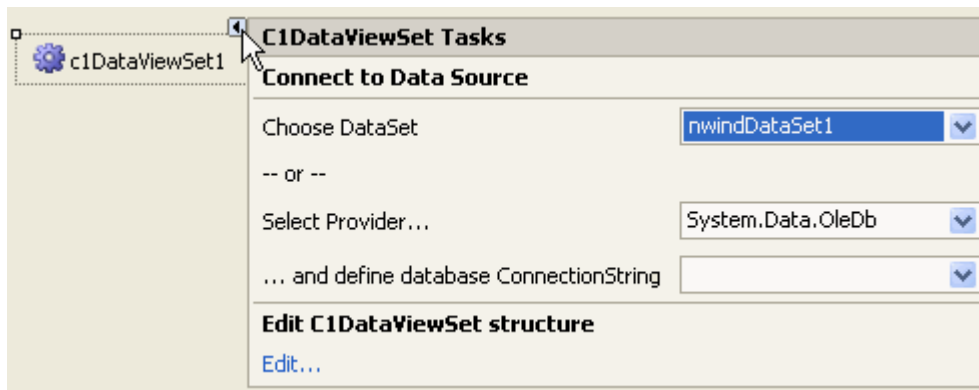 c1DataViewSet1
C1DataViewSet Tasks
Connect to Data Source
Choose DataSet nwindDataSet1
-- or --
Select Provider... System.Data.OleDb
... and define database ConnectionString
Edit C1DataViewSet structure
Edit...